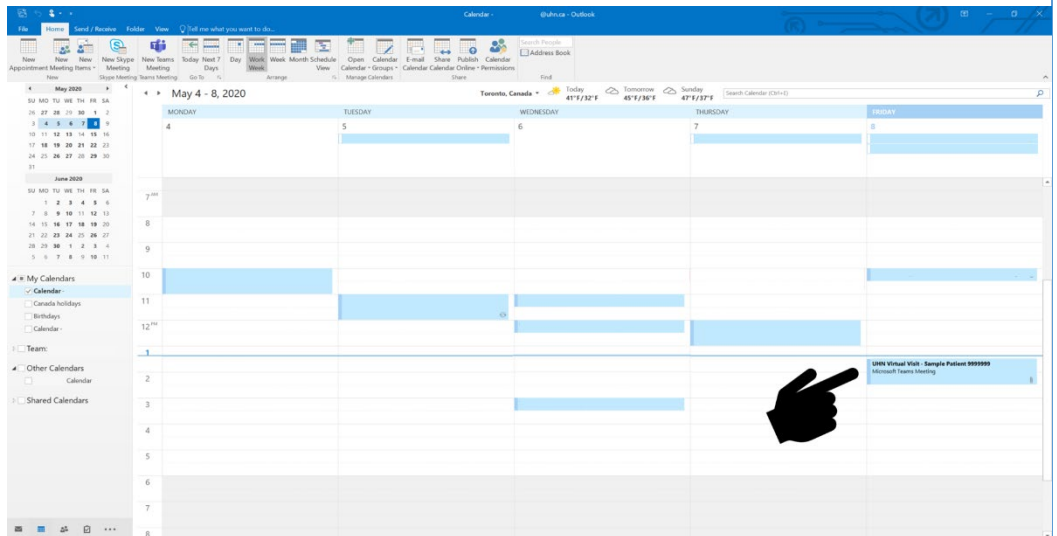 Calendar - @uhn.ca - Outlook
File Home Send / Receive Folder View Tell me what you want to do...
New Appointment
New Meeting
New Items
New Skype Meeting
New Teams Meeting
Today
Next 7 Days
Day
Work Week
Week
Month
Schedule View
Open Calendar
Calendar Groups
E-mail Calendar
Share Calendar
Publish Online
Calendar Permissions
Search People
Address Book
New Skype Meeting Teams Meeting Go To Arrange Manage Calendars Share Find
May 2020
SU MO TU WE TH FR SA
26 27 28 29 30 1 2
3 4 5 6 7 8 9
10 11 12 13 14 15 16
17 18 19 20 21 22 23
24 25 26 27 28 29 30
31
June 2020
SU MO TU WE TH FR SA
1 2 3 4 5 6
7 8 9 10 11 12 13
14 15 16 17 18 19 20
21 22 23 24 25 26 27
28 29 30 1 2 3 4
5 6 7 8 9 10 11
My Calendars
Calendar -
Canada holidays
Birthdays
Calendar -
Team:
Other Calendars
Calendar
Shared Calendars
May 4 - 8, 2020
Toronto, Canada
Today
41°F/32°F
Tomorrow
45°F/36°F
Sunday
47°F/37°F
Search Calendar (Ctrl+E)
MONDAY TUESDAY WEDNESDAY THURSDAY FRIDAY
4 5 6 7 8
7 AM
8
9
10
11
12 PM
1
UHN Virtual Visit - Sample Patient 9999999
Microsoft Teams Meeting
2
3
4
5
6
7
8